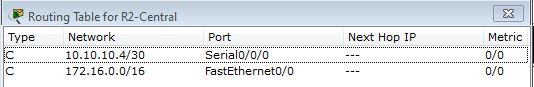 Routing Table for R2-Central
Type Network Port Next Hop IP Metric
C 10.10.10.4/30 Serial0/0/0 --- 0/0
C 172.16.0.0/16 FastEthernet0/0 --- 0/0